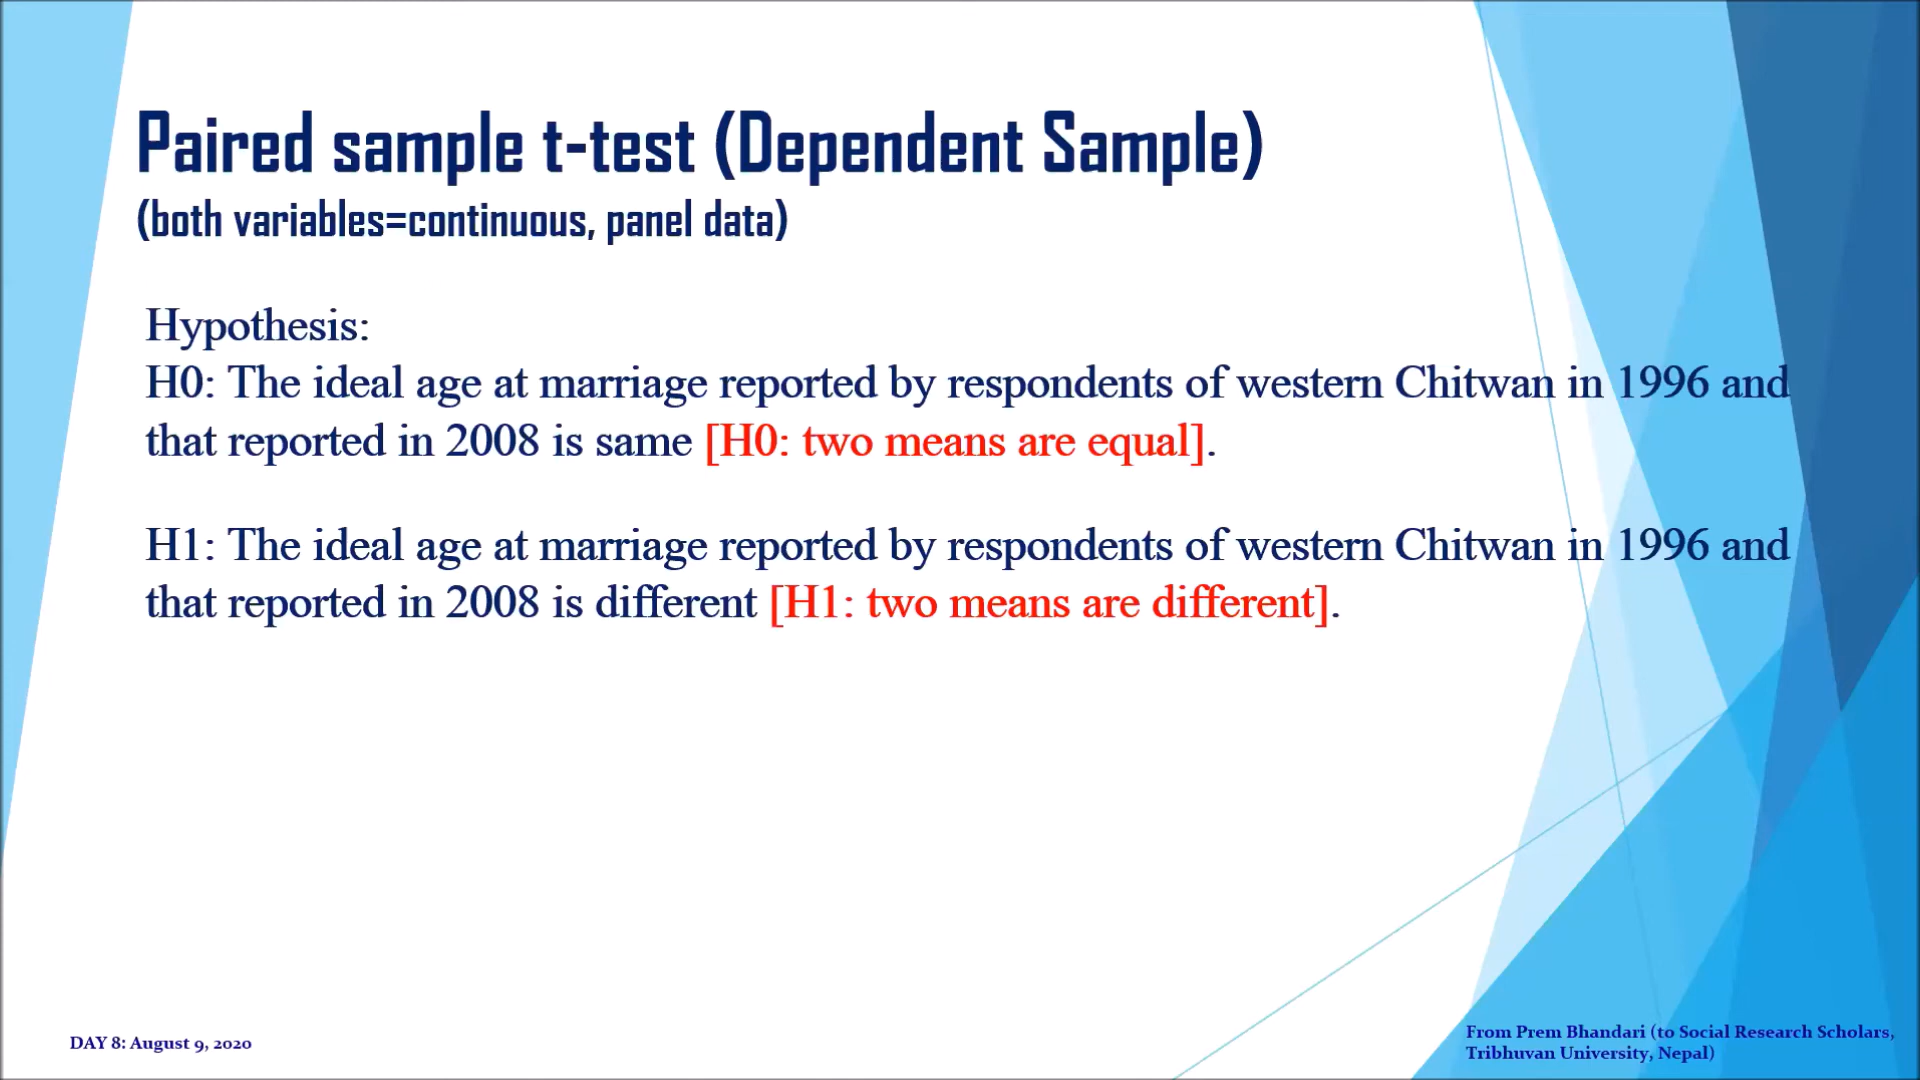 Paired sample t-test (Dependent Sample)
(both variables=continuous, panel data)
Hypothesis:
H0: The ideal age at marriage reported by respondents of western Chitwan in 1996 and
that reported in 2008 is same [H0: two means are equal].
H1: The ideal age at marriage reported by respondents of western Chitwan in 1996 and
that reported in 2008 is different [H1: two means are different].
DAY 8: August 9, 2020
From Prem Bhandari (to Social Research Scholars,
Tribhuvan University, Nepal)